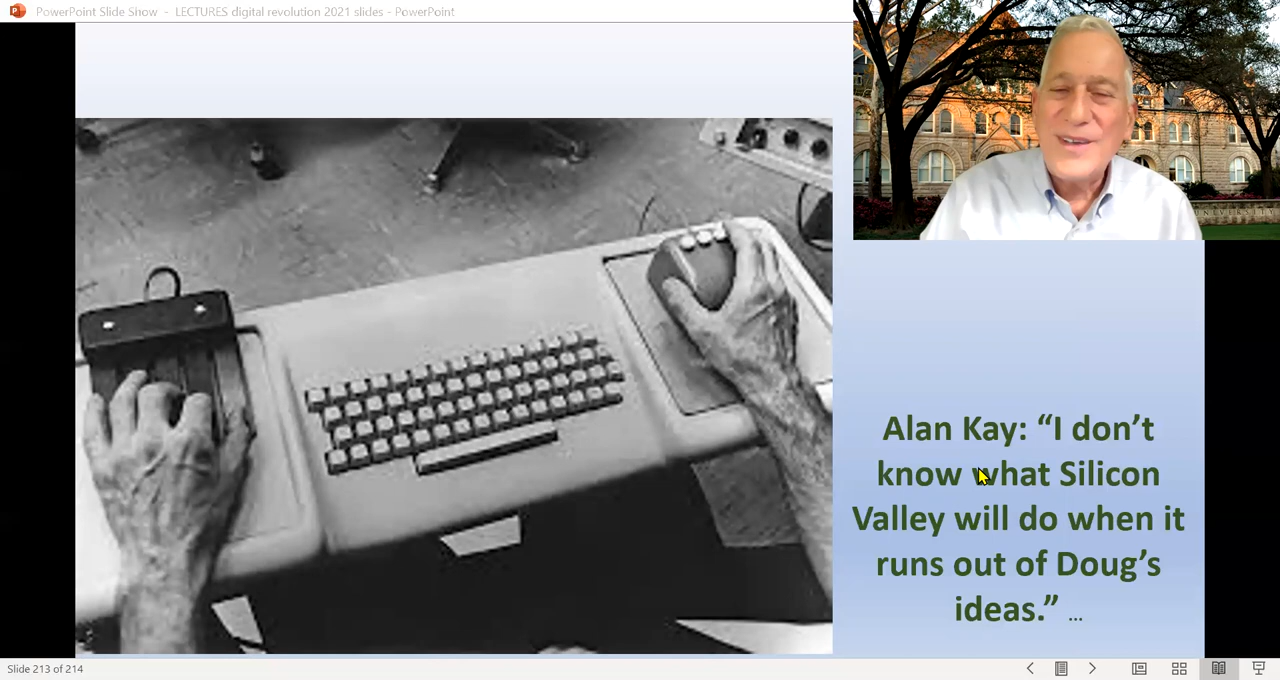 PowerPoint Slide Show - LECTURES digital revolution 2021 slides - PowerPoint
Alan Kay: “I don’t
know what Silicon
Valley will do when it
runs out of Doug’s
ideas.” ...
Slide 213 of 214